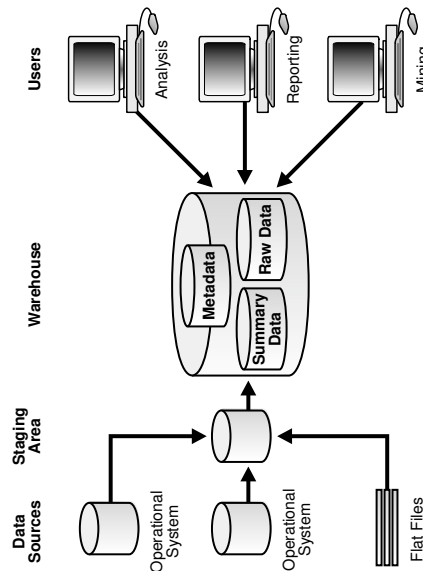 Data
Sources
Staging
Area
Warehouse
Users
Operational
System
Operational
System
Flat Files
Metadata
Summary
Data
Raw Data
Analysis
Reporting
Mining